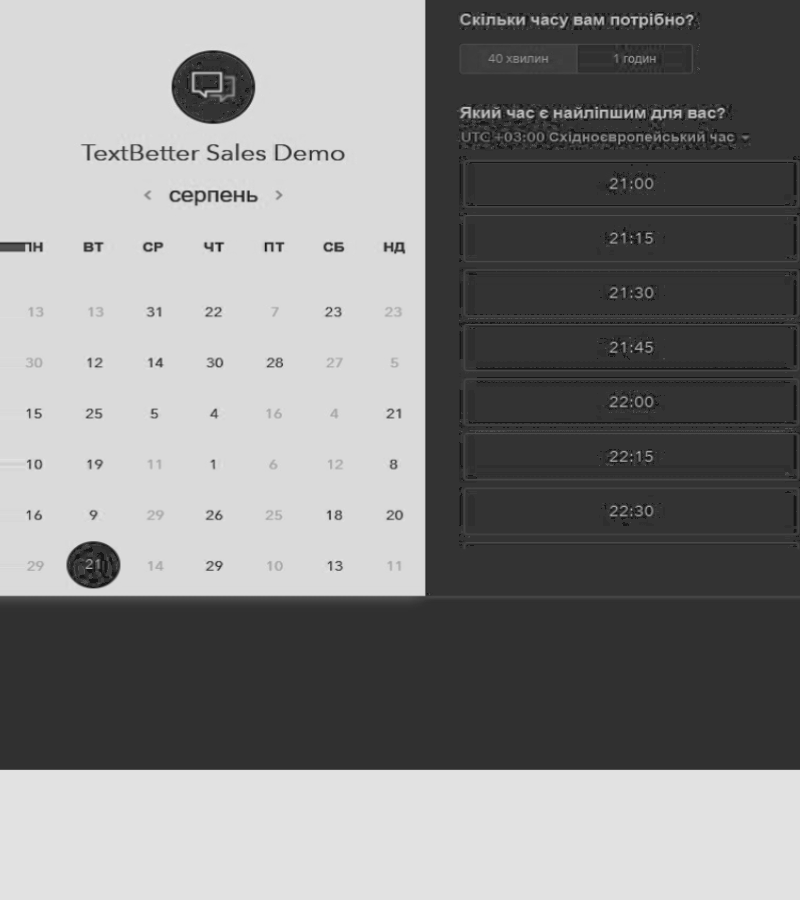 TextBetter Sales Demo
серпень
ПН ВТ СР ЧТ ПТ СБ НД
13 13 31 22 7 23 23
30 12 14 30 28 27 5
15 25 5 4 16 4 21
10 19 11 1 6 12 8
16 9 29 26 25 18 20
29 21 14 29 10 13 11
Скільки часу вам потрібно?
40 хвилин 1 годин
Який час є найліпшим для вас?
UTC +03:00 Східноєвропейський час
21:00
21:15
21:30
21:45
22:00
22:15
22:30